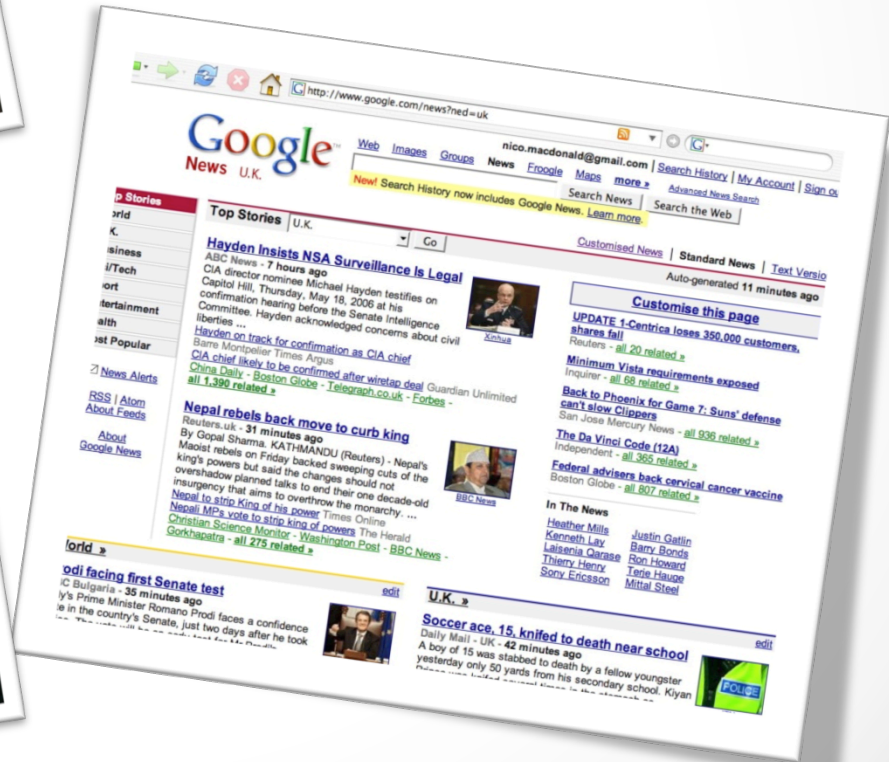 http://www.google.com/news?ned=uk
Google™
News U.K.
nico.macdonald@gmail.com | Search History | My Account | Sign ou
Web Images Groups News Froogle Maps more »
Search News Search the Web Advanced News Search
New! Search History now includes Google News. Learn more.
p Stories
orld
K.
siness
i/Tech
ort
tertainment
alth
ost Popular
News Alerts
RSS | Atom
About Feeds
About
Google News
Top Stories U.K. Go
Customised News | Standard News | Text Versio
Auto-generated 11 minutes ago
Hayden Insists NSA Surveillance Is Legal
ABC News - 7 hours ago
CIA director nominee Michael Hayden testifies on
Capitol Hill, Thursday, May 18, 2006 at his
confirmation hearing before the Senate Intelligence
Committee. Hayden acknowledged concerns about civil
liberties ...
Xinhua
Hayden on track for confirmation as CIA chief
Barre Montpelier Times Argus
CIA chief likely to be confirmed after wiretap deal Guardian Unlimited
China Daily - Boston Globe - Telegraph.co.uk - Forbes -
all 1,390 related »
Nepal rebels back move to curb king
Reuters.uk - 31 minutes ago
By Gopal Sharma. KATHMANDU (Reuters) - Nepal's
Maoist rebels on Friday backed sweeping cuts of the
king's powers but said the changes should not
overshadow planned talks to end their one decade-old
insurgency that aims to overthrow the monarchy. ...
BBC News
Nepal to strip King of his power Times Online
Nepali MPs vote to strip king of powers The Herald
Christian Science Monitor - Washington Post - BBC News -
Gorkhapatra - all 275 related »
Customise this page
UPDATE 1-Centrica loses 350,000 customers,
shares fall
Reuters - all 20 related »
Minimum Vista requirements exposed
Inquirer - all 68 related »
Back to Phoenix for Game 7: Suns' defense
can't slow Clippers
San Jose Mercury News - all 936 related »
The Da Vinci Code (12A)
Independent - all 365 related »
Federal advisers back cervical cancer vaccine
Boston Globe - all 807 related »
In The News
Heather Mills Justin Gatlin
Kenneth Lay Barry Bonds
Laisenia Qarase Ron Howard
Thierry Henry Terje Hauge
Sony Ericsson Mittal Steel
orld »
edit
rodi facing first Senate test
C Bulgaria - 35 minutes ago
ly's Prime Minister Romano Prodi faces a confidence
te in the country's Senate, just two days after he took
U.K. »
edit
Soccer ace, 15, knifed to death near school
Daily Mail - UK - 42 minutes ago
A boy of 15 was stabbed to death by a fellow youngster
yesterday only 50 yards from his secondary school. Kiyan
POLICE